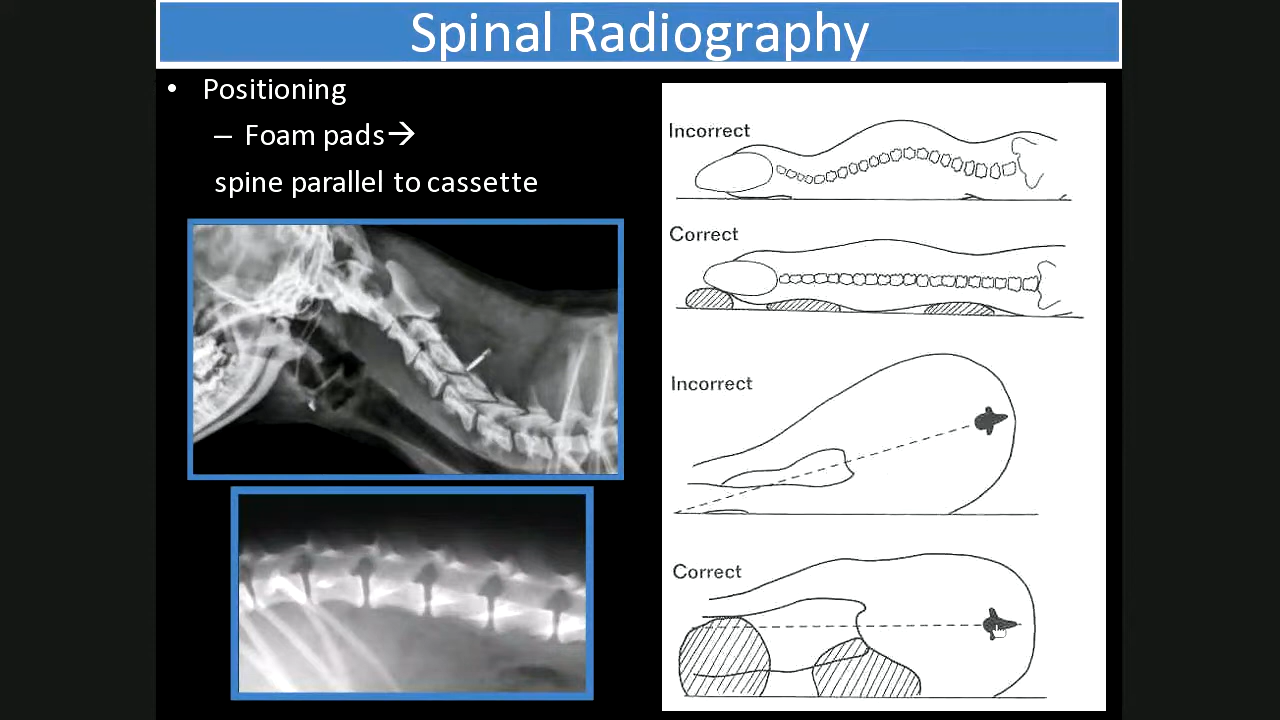 Spinal Radiography
• Positioning
– Foam pads→
spine parallel to cassette
Incorrect
Correct
Incorrect
Correct